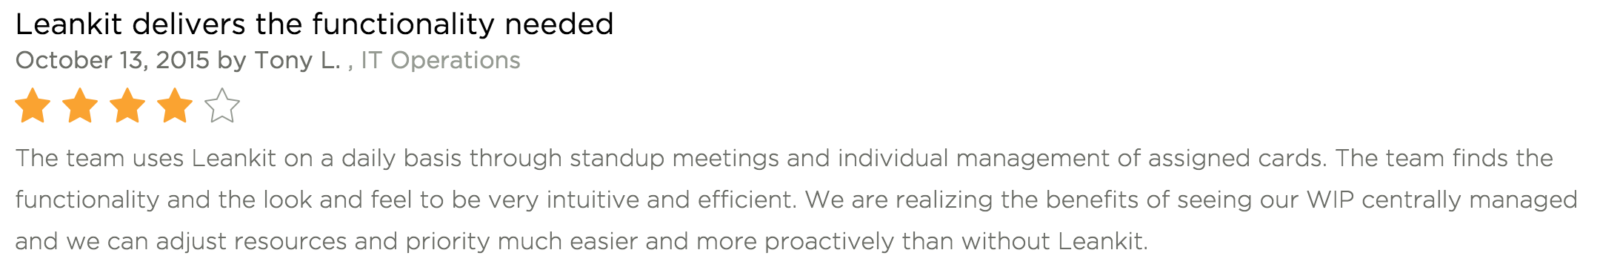 Leankit delivers the functionality needed
October 13, 2015 by Tony L. , IT Operations
The team uses Leankit on a daily basis through standup meetings and individual management of assigned cards. The team finds the
functionality and the look and feel to be very intuitive and efficient. We are realizing the benefits of seeing our WIP centrally managed
and we can adjust resources and priority much easier and more proactively than without Leankit.